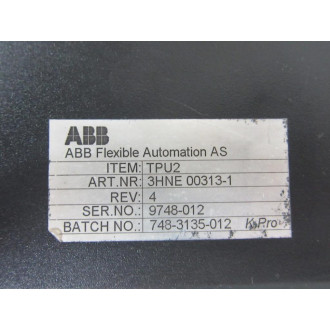 ABB
ABB Flexible Automation AS
ITEM: TPU2
ART.NR: 3HNE 00313-1
REV: 4
SER.NO.: 9748-012
BATCH NO.: 748-3135-012 K-Pro